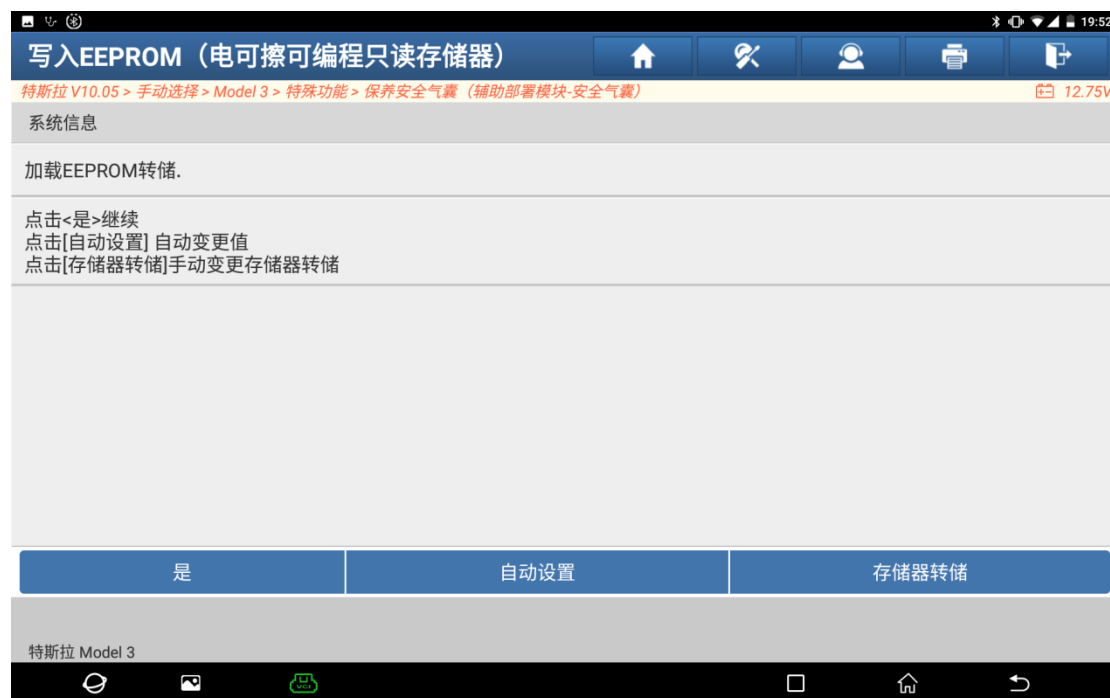 19:52
写入EEPROM（电可擦可编程只读存储器）
特斯拉 V10.05 > 手动选择 > Model 3 > 特殊功能 > 保养安全气囊（辅助部署模块-安全气囊）
12.75V
系统信息
加载EEPROM转储.
点击<是>继续
点击[自动设置] 自动变更值
点击[存储器转储]手动变更存储器转储
是
自动设置
存储器转储
特斯拉 Model 3
VCI